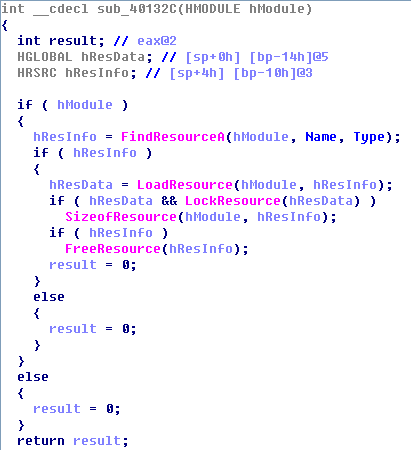 int __cdecl sub_40132C(HMODULE hModule)
{
  int result; // eax@2
  HGLOBAL hResData; // [sp+0h] [bp-14h]@5
  HRSRC hResInfo; // [sp+4h] [bp-10h]@3

  if ( hModule )
  {
    hResInfo = FindResourceA(hModule, Name, Type);
    if ( hResInfo )
    {
      hResData = LoadResource(hModule, hResInfo);
      if ( hResData && LockResource(hResData) )
        SizeofResource(hModule, hResInfo);
      if ( hResInfo )
        FreeResource(hResInfo);
      result = 0;
    }
    else
    {
      result = 0;
    }
  }
  else
  {
    result = 0;
  }
  return result;